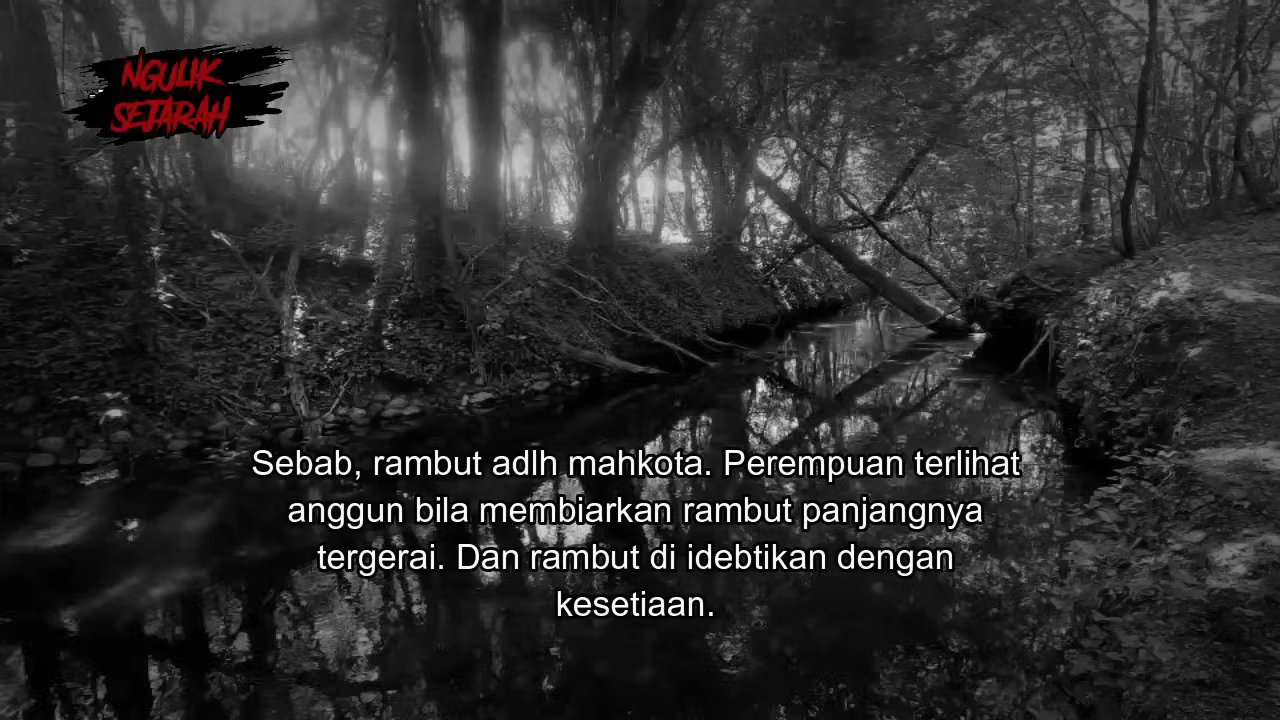 NGULIK
SEJARAH
Sebab, rambut adlh mahkota. Perempuan terlihat
anggun bila membiarkan rambut panjangnya
tergerai. Dan rambut di idebtikan dengan
kesetiaan.